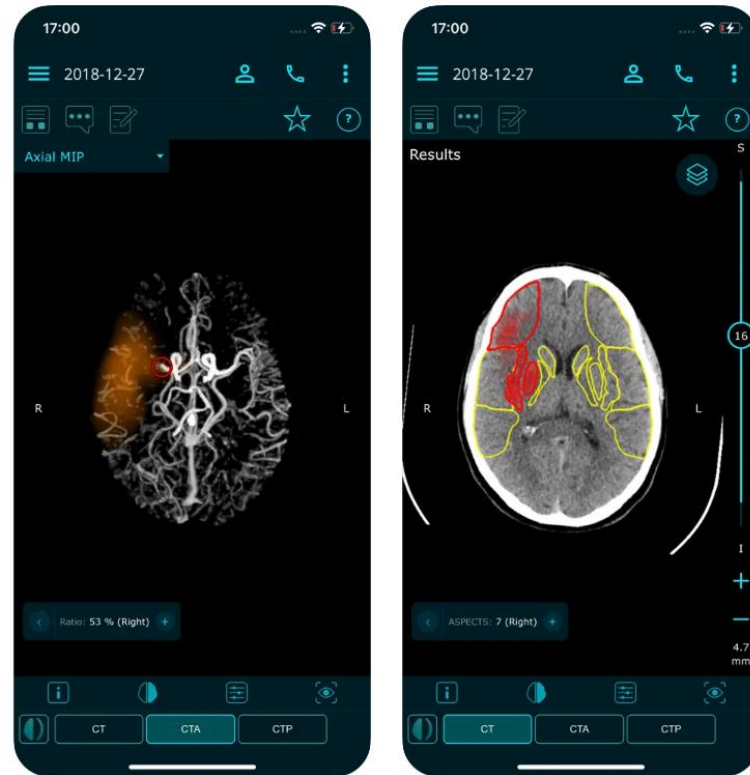 17:00
2018-12-27
?
Axial MIP
R
L
Ratio: 53 % (Right) +
i
CT
CTA
CTP
17:00
2018-12-27
?
Results
S
16
R
L
I
+
−
ASPECTS: 7 (Right) +
4.7
mm
i
CT
CTA
CTP